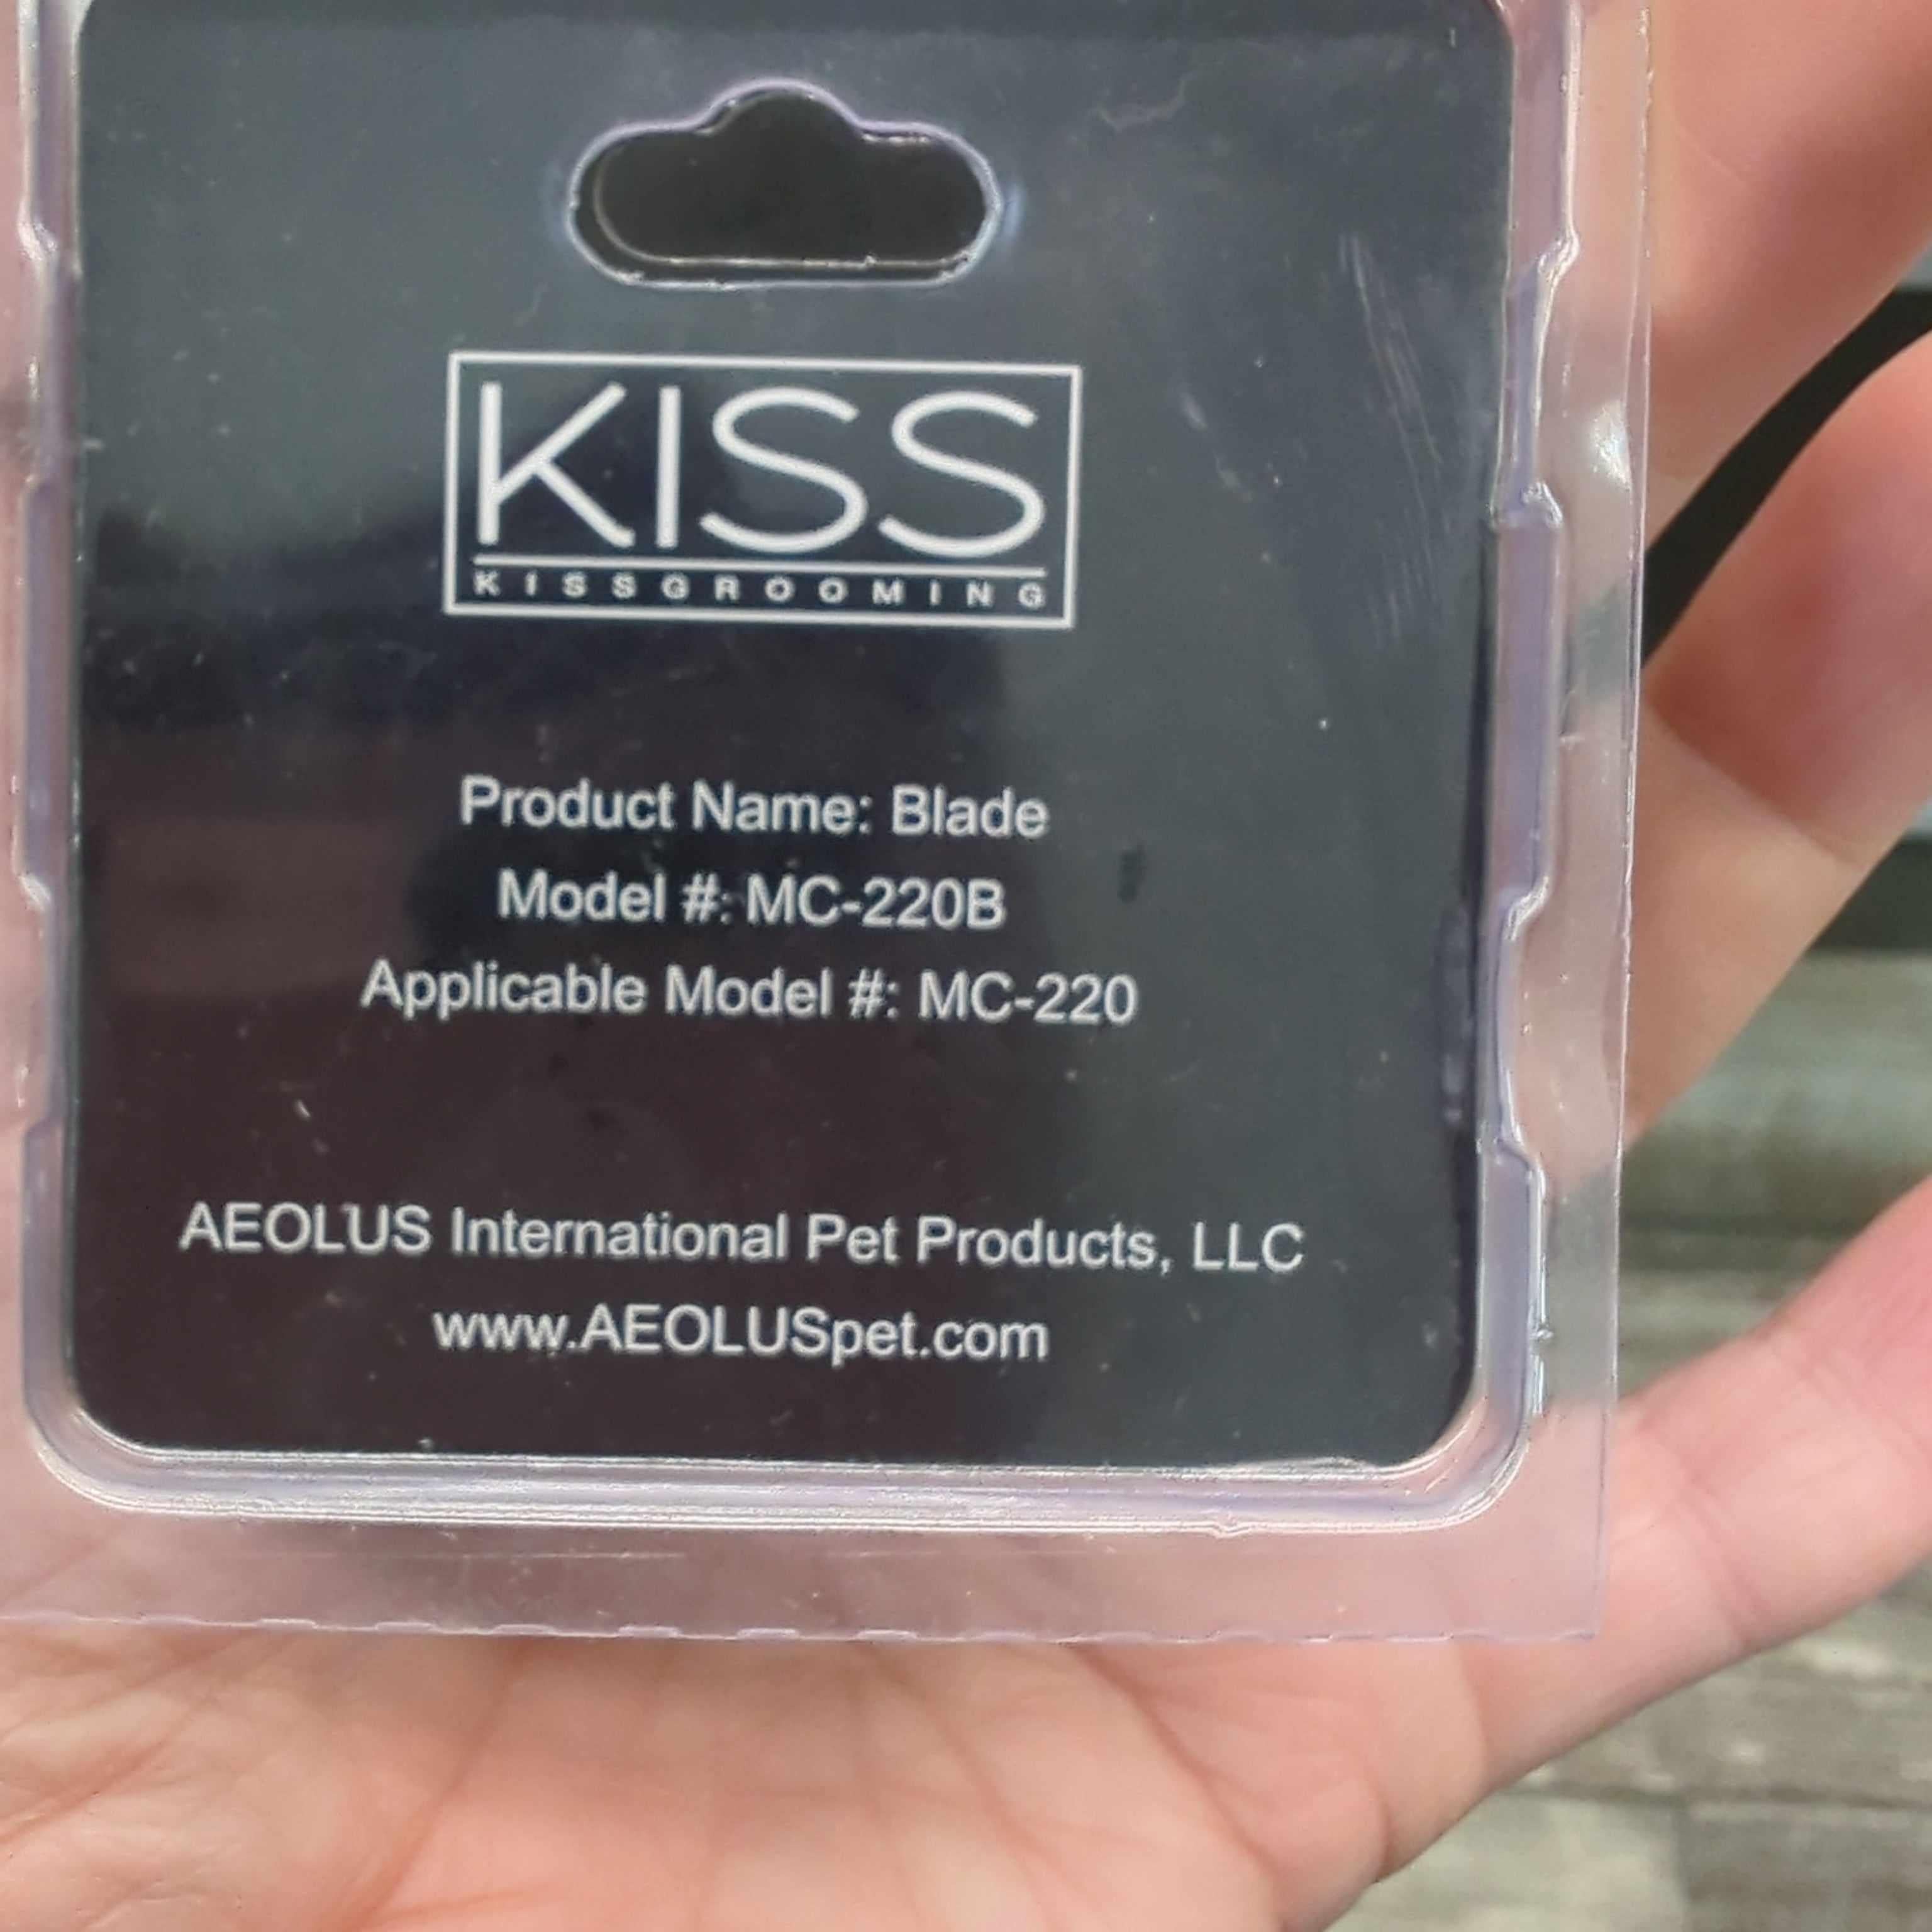 KISS
KISSGROOMING
Product Name: Blade
Model #: MC-220B
Applicable Model #: MC-220
AEOLUS International Pet Products, LLC
www.AEOLUSpet.com